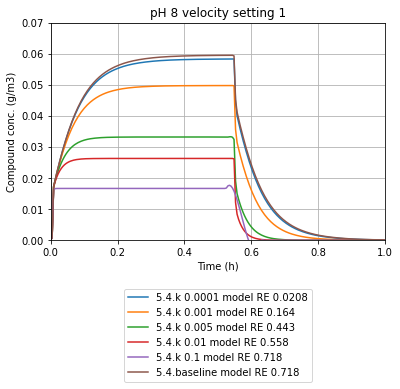 pH 8 velocity setting 1
Compound conc. (g/m3)
0.07
0.06
0.05
0.04
0.03
0.02
0.01
0.00
0.0 0.2 0.4 0.6 0.8 1.0
Time (h)
5.4.k 0.0001 model RE 0.0208
5.4.k 0.001 model RE 0.164
5.4.k 0.005 model RE 0.443
5.4.k 0.01 model RE 0.558
5.4.k 0.1 model RE 0.718
5.4.baseline model RE 0.718